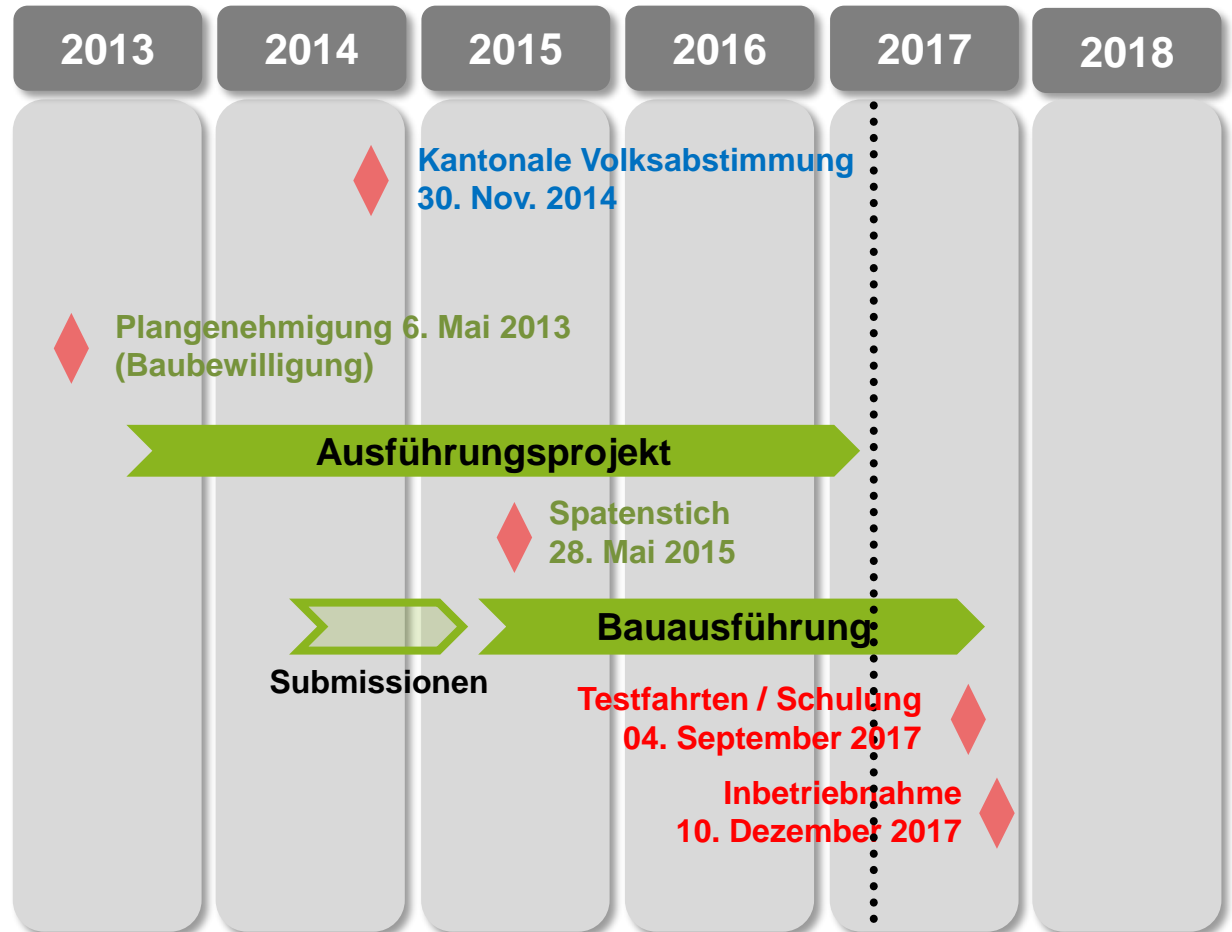 2013 2014 2015 2016 2017 2018
Kantonale Volksabstimmung
30. Nov. 2014
Plangenehmigung 6. Mai 2013
(Baubewilligung)
Ausführungsprojekt
Spatenstich
28. Mai 2015
Bauausführung
Submissionen
Testfahrten / Schulung
04. September 2017
Inbetriebnahme
10. Dezember 2017